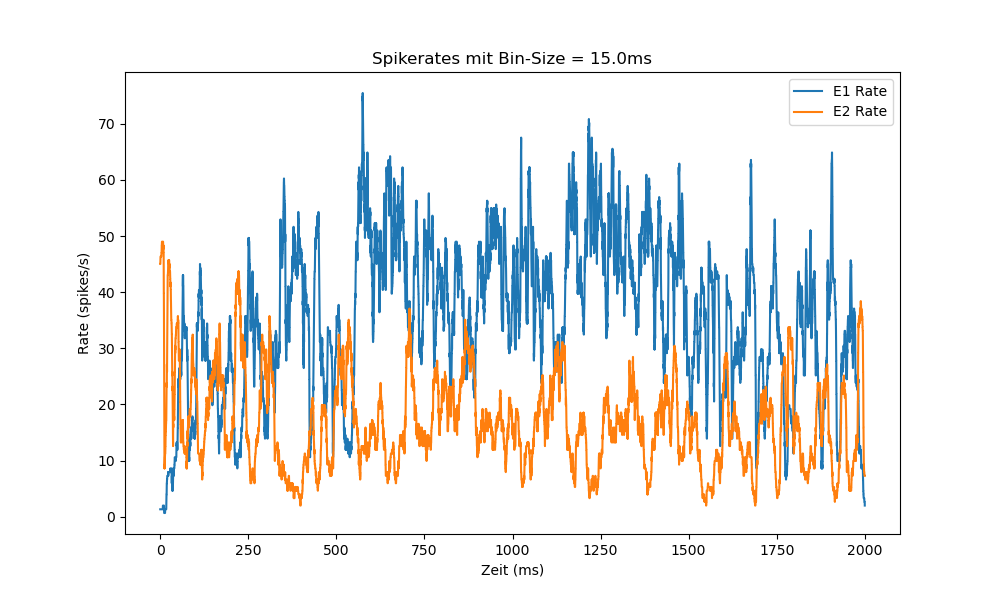 Spikerates mit Bin-Size = 15.0ms
E1 Rate
E2 Rate
Rate (spikes/s)
70
60
50
40
30
20
10
0
0 250 500 750 1000 1250 1500 1750 2000
Zeit (ms)